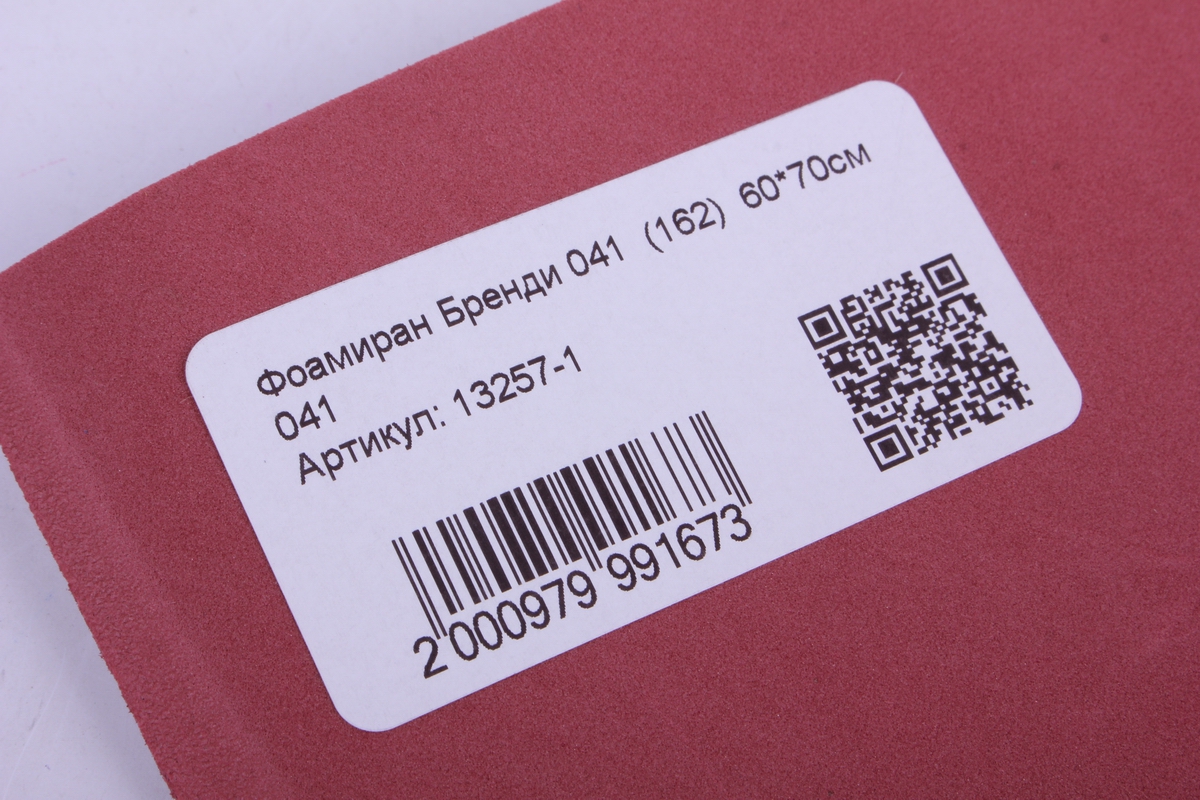 Фоамиран Бренди 041 (162) 60*70см
041
Артикул: 13257-1
2 000979 991673